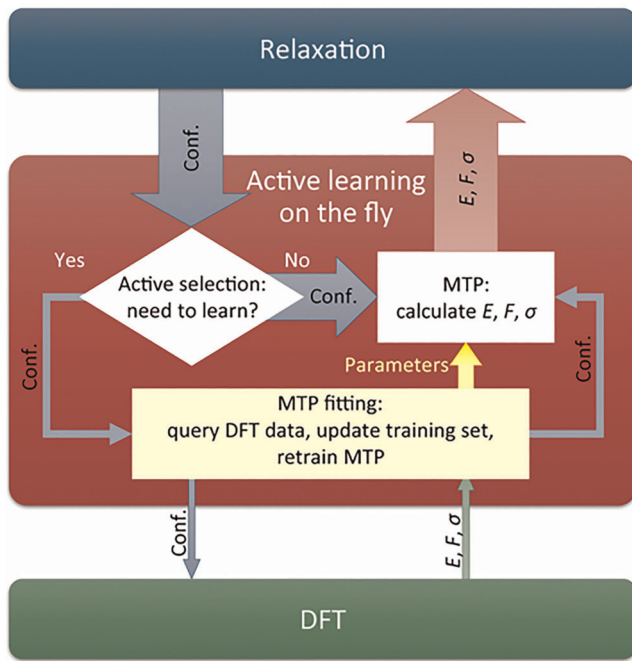 Relaxation
Conf.
E, F, σ
Active learning
on the fly
Yes
No
Active selection:
need to learn?
Conf.
MTP:
calculate E, F, σ
Conf.
Parameters
Conf.
MTP fitting:
query DFT data, update training set,
retrain MTP
Conf.
E, F, σ
DFT